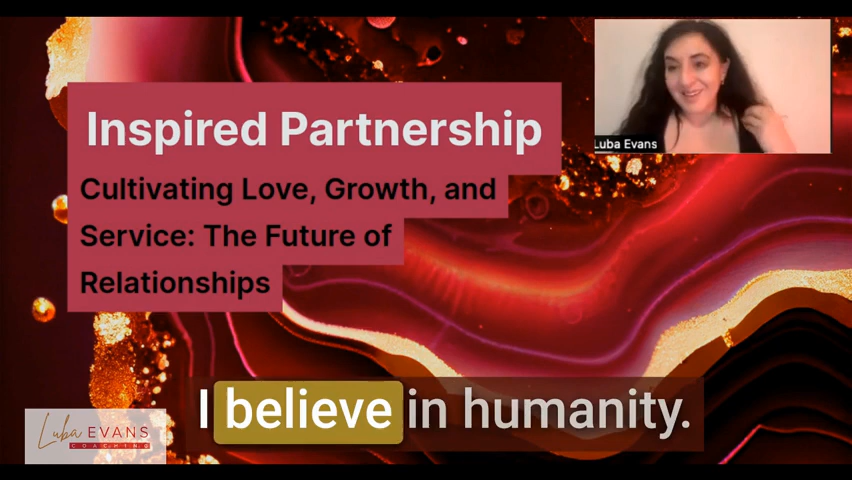 Inspired Partnership
Cultivating Love, Growth, and
Service: The Future of
Relationships
Luba Evans
I believe in humanity.
Luba EVANS
COACHING